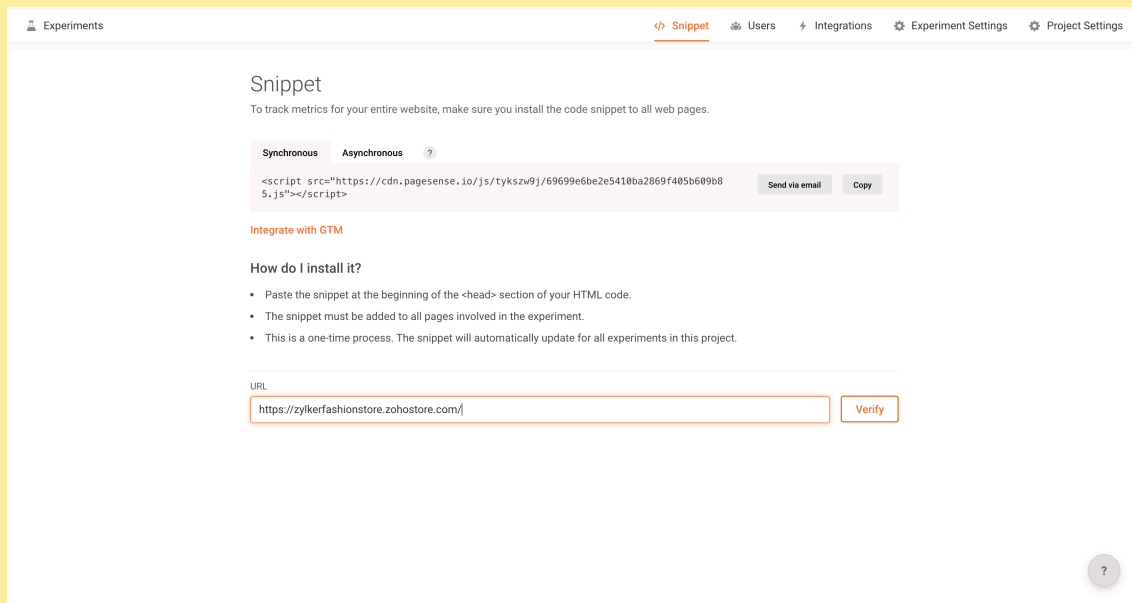 Experiments
</> Snippet
Users
Integrations
Experiment Settings
Project Settings
Snippet
To track metrics for your entire website, make sure you install the code snippet to all web pages.
Synchronous
Asynchronous
?
<script src="https://cdn.pagesense.io/js/tykszw9j/69699e6be2e5410ba2869f405b609b8
5.js"></script>
Send via email
Copy
Integrate with GTM
How do I install it?
• Paste the snippet at the beginning of the <head> section of your HTML code.
• The snippet must be added to all pages involved in the experiment.
• This is a one-time process. The snippet will automatically update for all experiments in this project.
URL
https://zylkerfashionstore.zohostore.com/
Verify
?